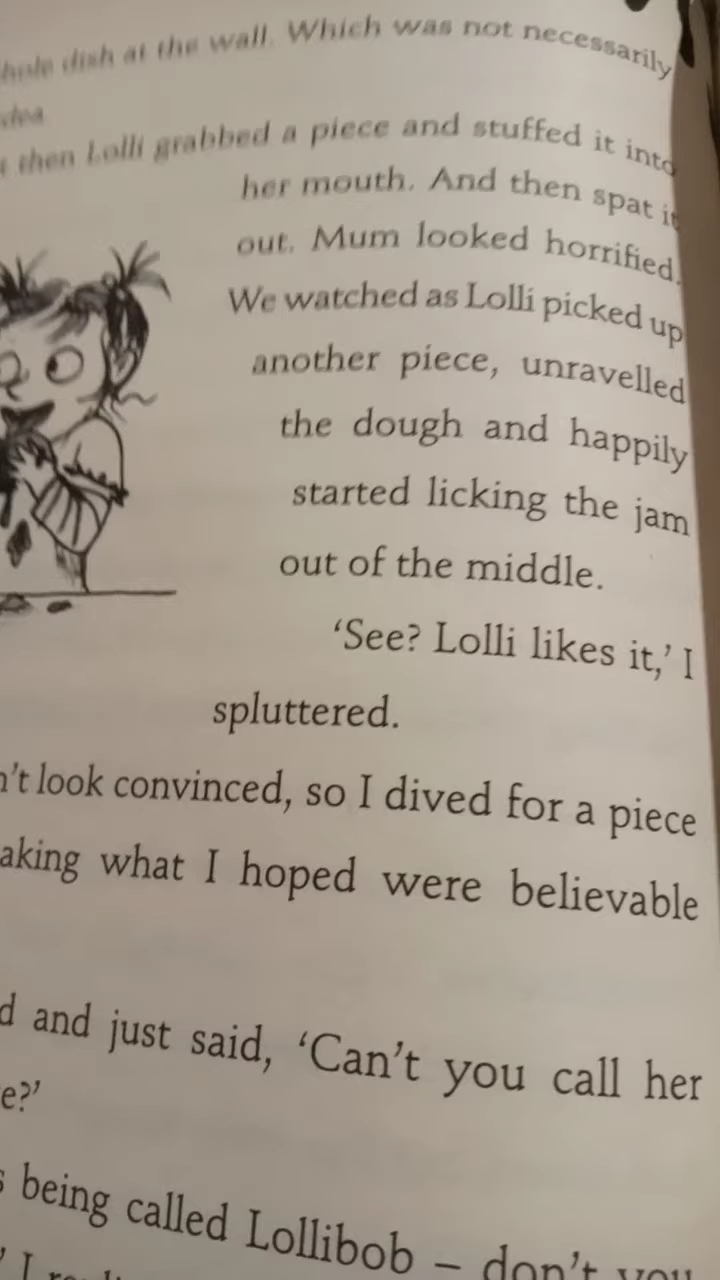 hole dish at the wall. Which was not necessarily
dea
then Lolli grabbed a piece and stuffed it into
her mouth. And then spat it
out. Mum looked horrified.
We watched as Lolli picked up
another piece, unravelled
the dough and happily
started licking the jam
out of the middle.
‘See? Lolli likes it,’ I
spluttered.
n’t look convinced, so I dived for a piece
aking what I hoped were believable
d and just said, ‘Can’t you call her
e?’
s being called Lollibob – don’t you
’ I